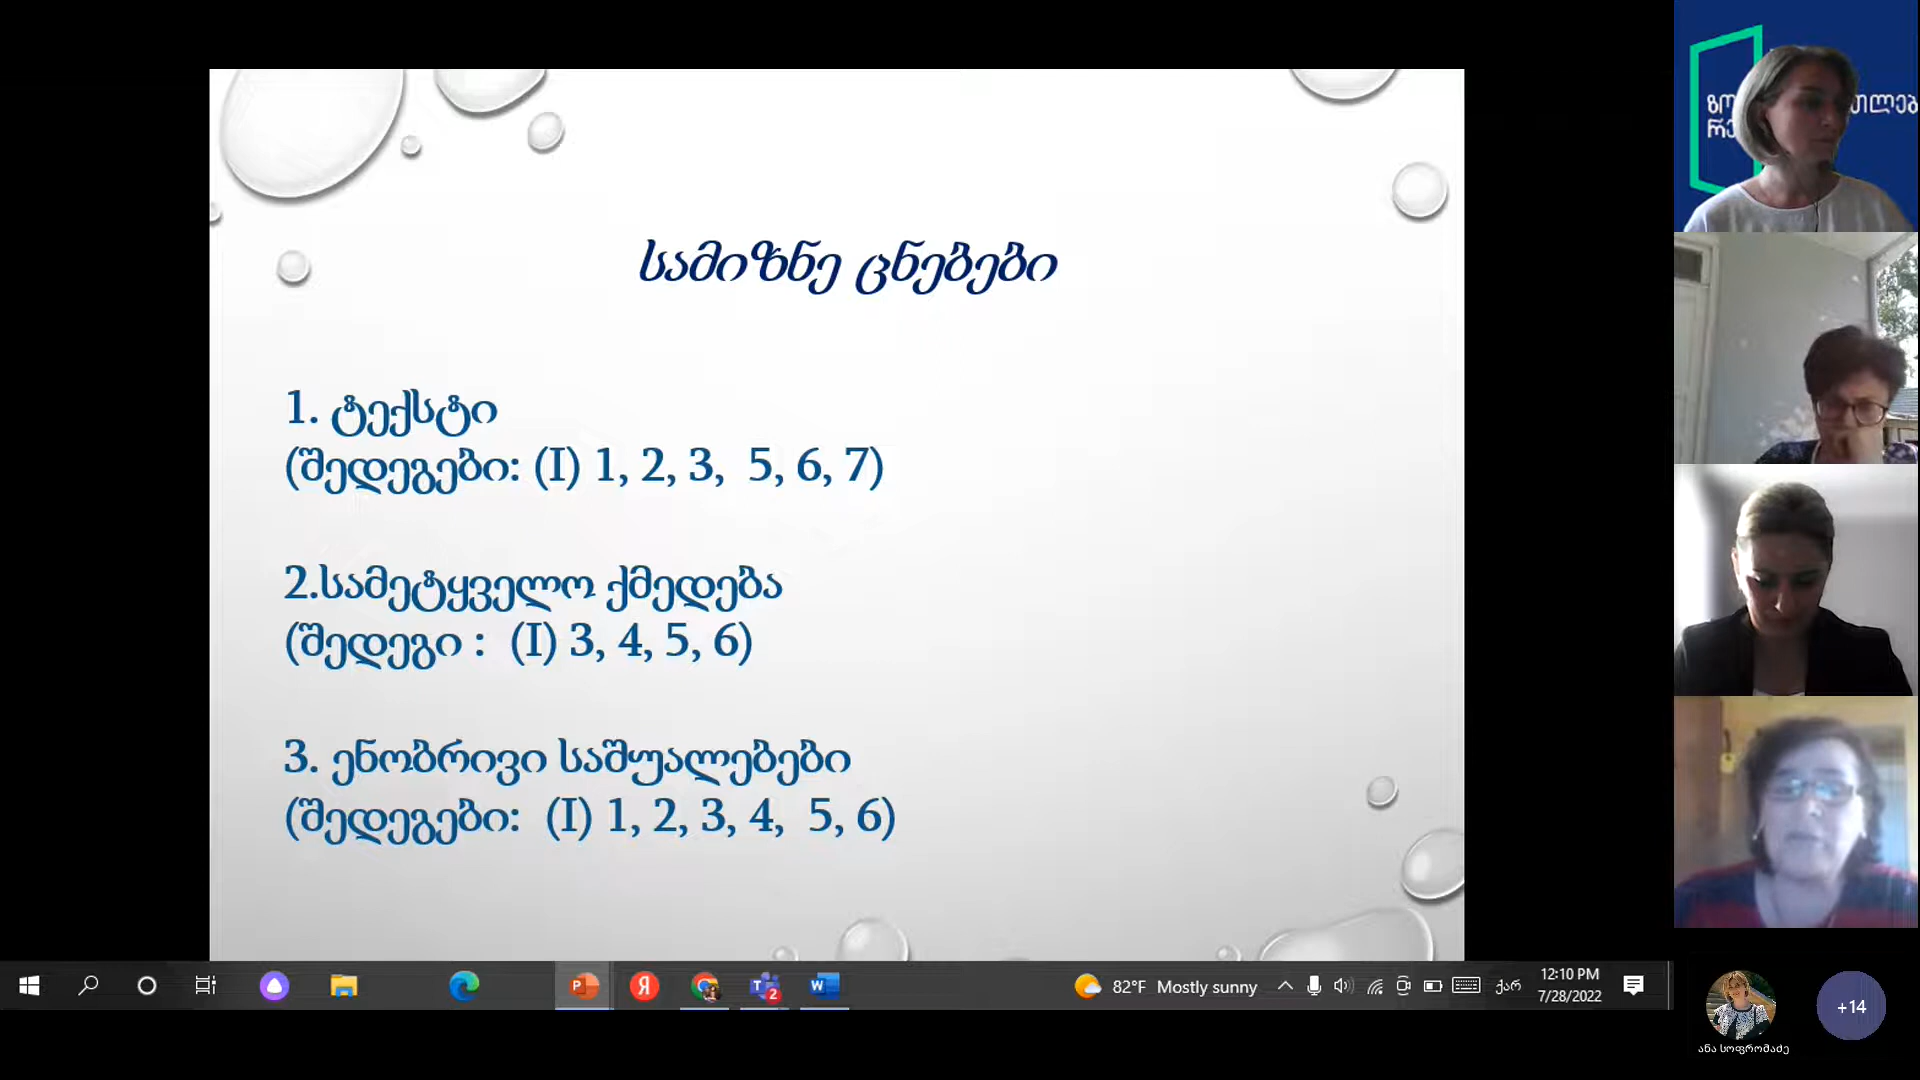 სამიზნე ცნებები
1. ტექსტი
(შედეგები: (I) 1, 2, 3, 5, 6, 7)
2.სამეტყველო ქმედება
(შედეგი : (I) 3, 4, 5, 6)
3. ენობრივი საშუალებები
(შედეგები: (I) 1, 2, 3, 4, 5, 6)
82°F Mostly sunny
ქარ
12:10 PM
7/28/2022
+14
ანა სოფრომაძე